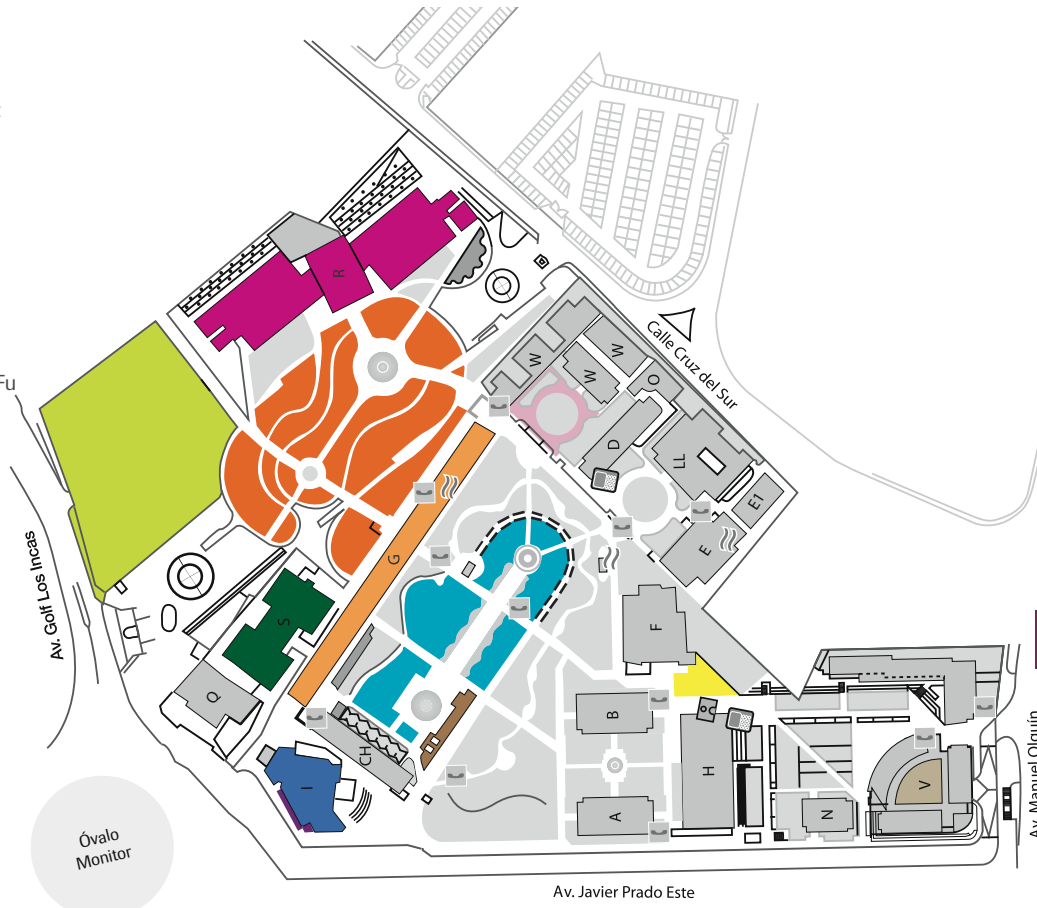 Calle Cruz del Sur
R
W
W
W
O
D
LL
E1
E
Fu
G
F
S
Q
B
CH
H
I
A
N
V
Av. Golf Los Incas
Óvalo
Monitor
Av. Javier Prado Este
Av. Manuel Olguín